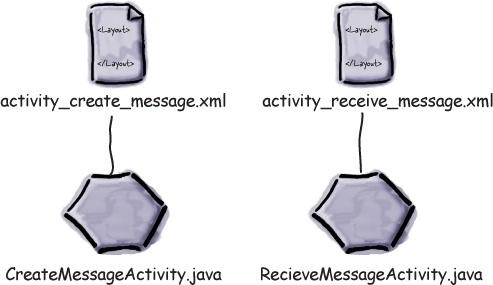 <Layout>
</Layout>
activity_create_message.xml
<Layout>
</Layout>
activity_receive_message.xml
CreateMessageActivity.java
RecieveMessageActivity.java